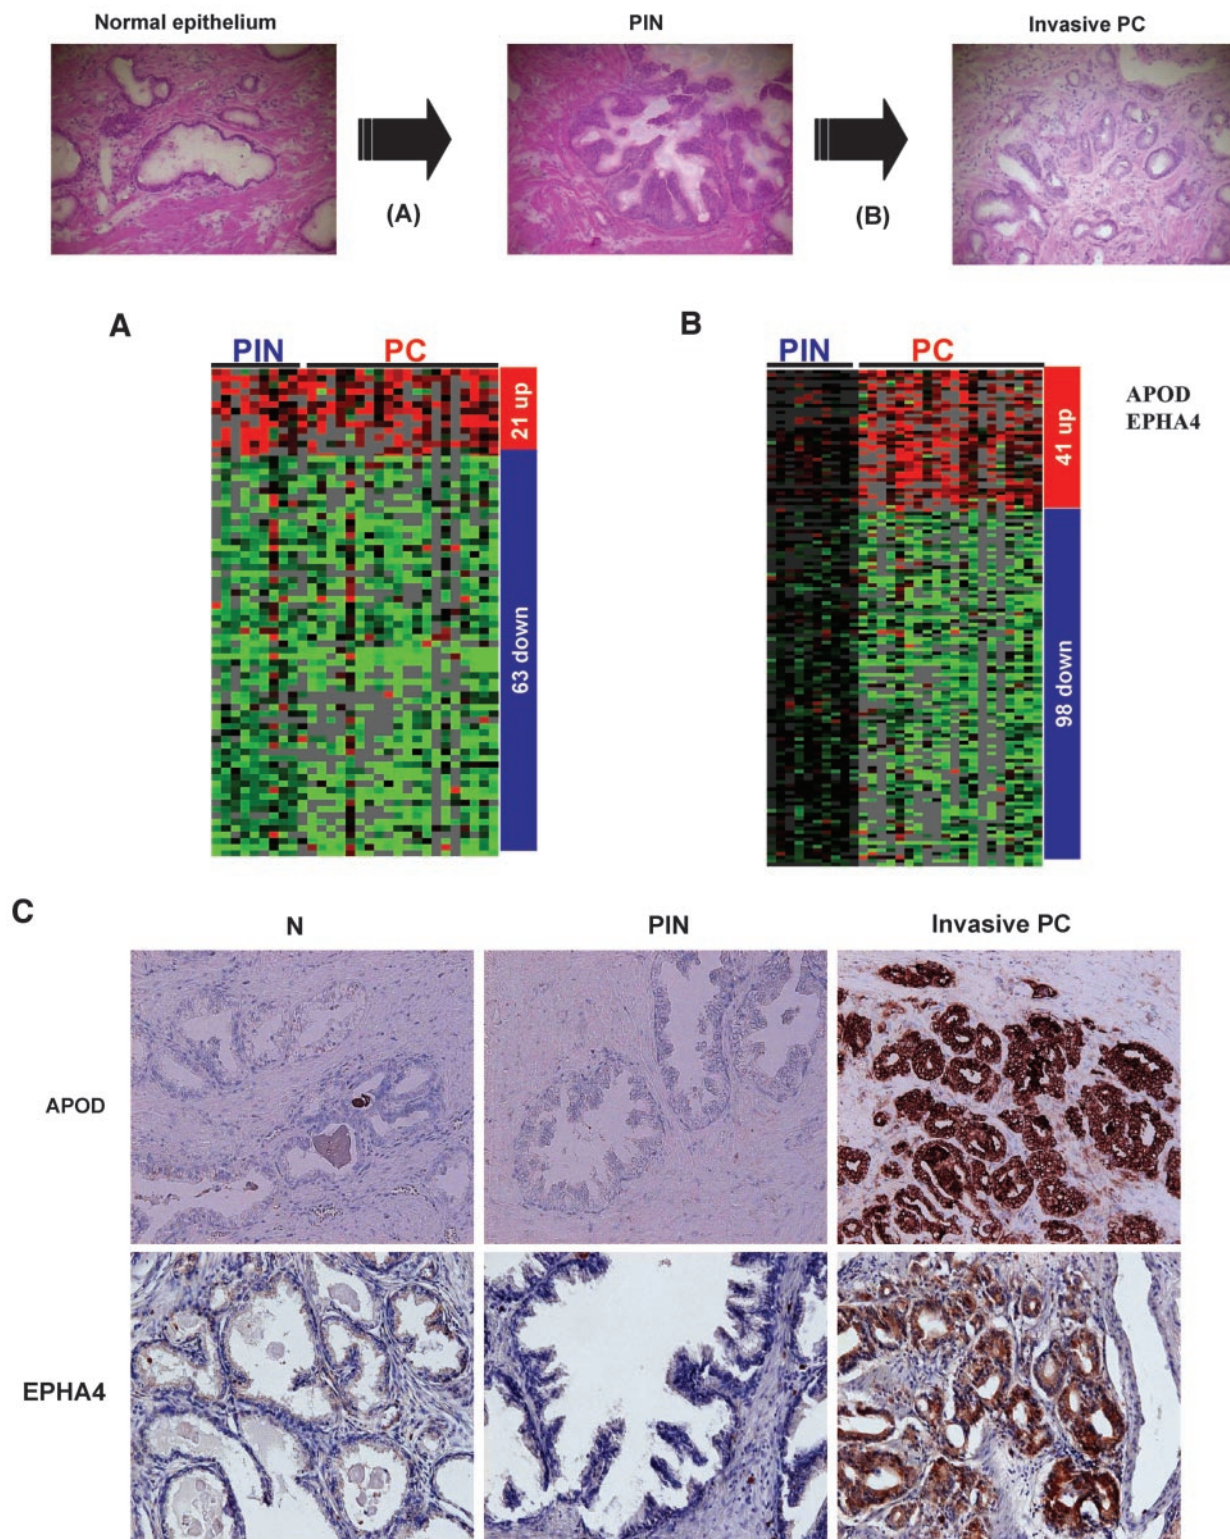 Normal epithelium
PIN
Invasive PC
(A)
(B)
A
PIN
PC
21 up
63 down
B
PIN
PC
41 up
98 down
APOD
EPHA4
C
N
PIN
Invasive PC
APOD
EPHA4